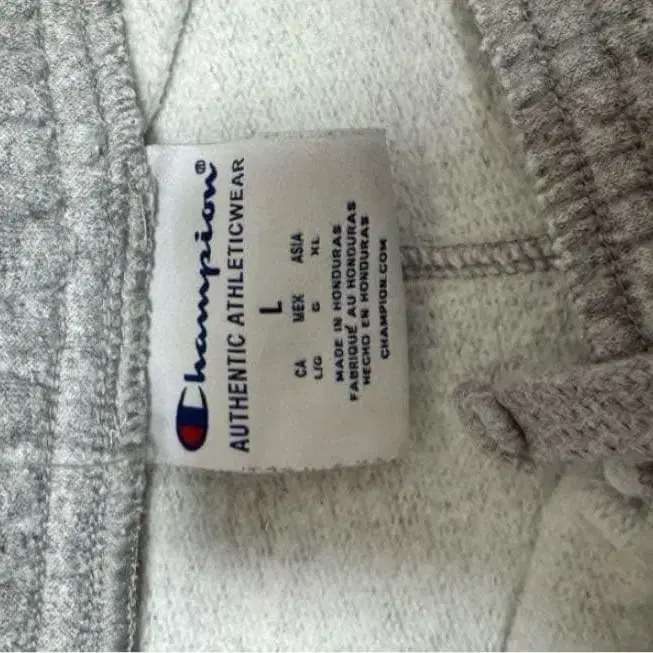 Champion®
AUTHENTIC ATHLETICWEAR
L
CA MEX ASIA
L/G G XL
MADE IN HONDURAS
FABRIQUÉ AU HONDURAS
HECHO EN HONDURAS
CHAMPION.COM